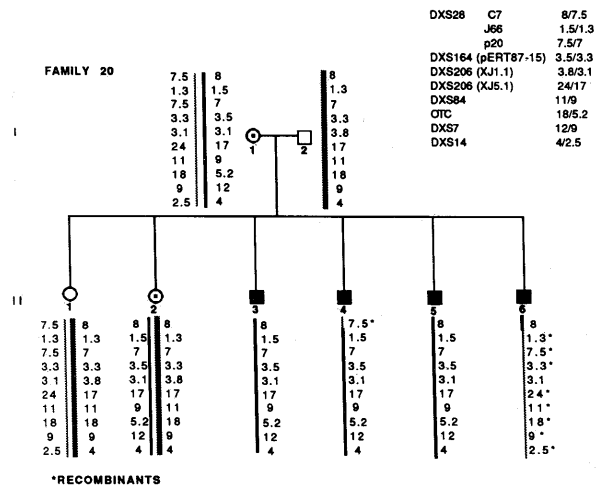 DXS28 C7 8/7.5
J66 1.5/1.3
p20 7.5/7
DXS164 (pERT87-15) 3.5/3.3
DXS206 (XJ1.1) 3.8/3.1
DXS206 (XJ5.1) 24/17
DXS84 11/9
OTC 18/5.2
DXS7 12/9
DXS14 4/2.5
FAMILY 20
7.5 8 8
1.3 1.5 1.3
7.5 7 7
3.3 3.5 3.3
I 3.1 3.1 1 2 3.8
24 17 17
11 9 11
18 5.2 18
9 12 9
2.5 4 4
II 1 2 3 4 5 6
7.5 8 8 8 8 7.5* 8 8
1.3 1.3 1.5 1.3 1.5 1.5 1.5 1.3*
7.5 7 7 7 7 7 7 7.5*
3.3 3.3 3.5 3.3 3.5 3.5 3.5 3.3*
3.1 3.8 3.1 3.8 3.1 3.1 3.1 3.1
24 17 17 17 17 17 17 24*
11 11 9 11 9 9 9 11*
18 18 5.2 18 5.2 5.2 5.2 18*
9 9 12 9 12 12 12 9*
2.5 4 4 4 4 4 4 2.5*
*RECOMBINANTS